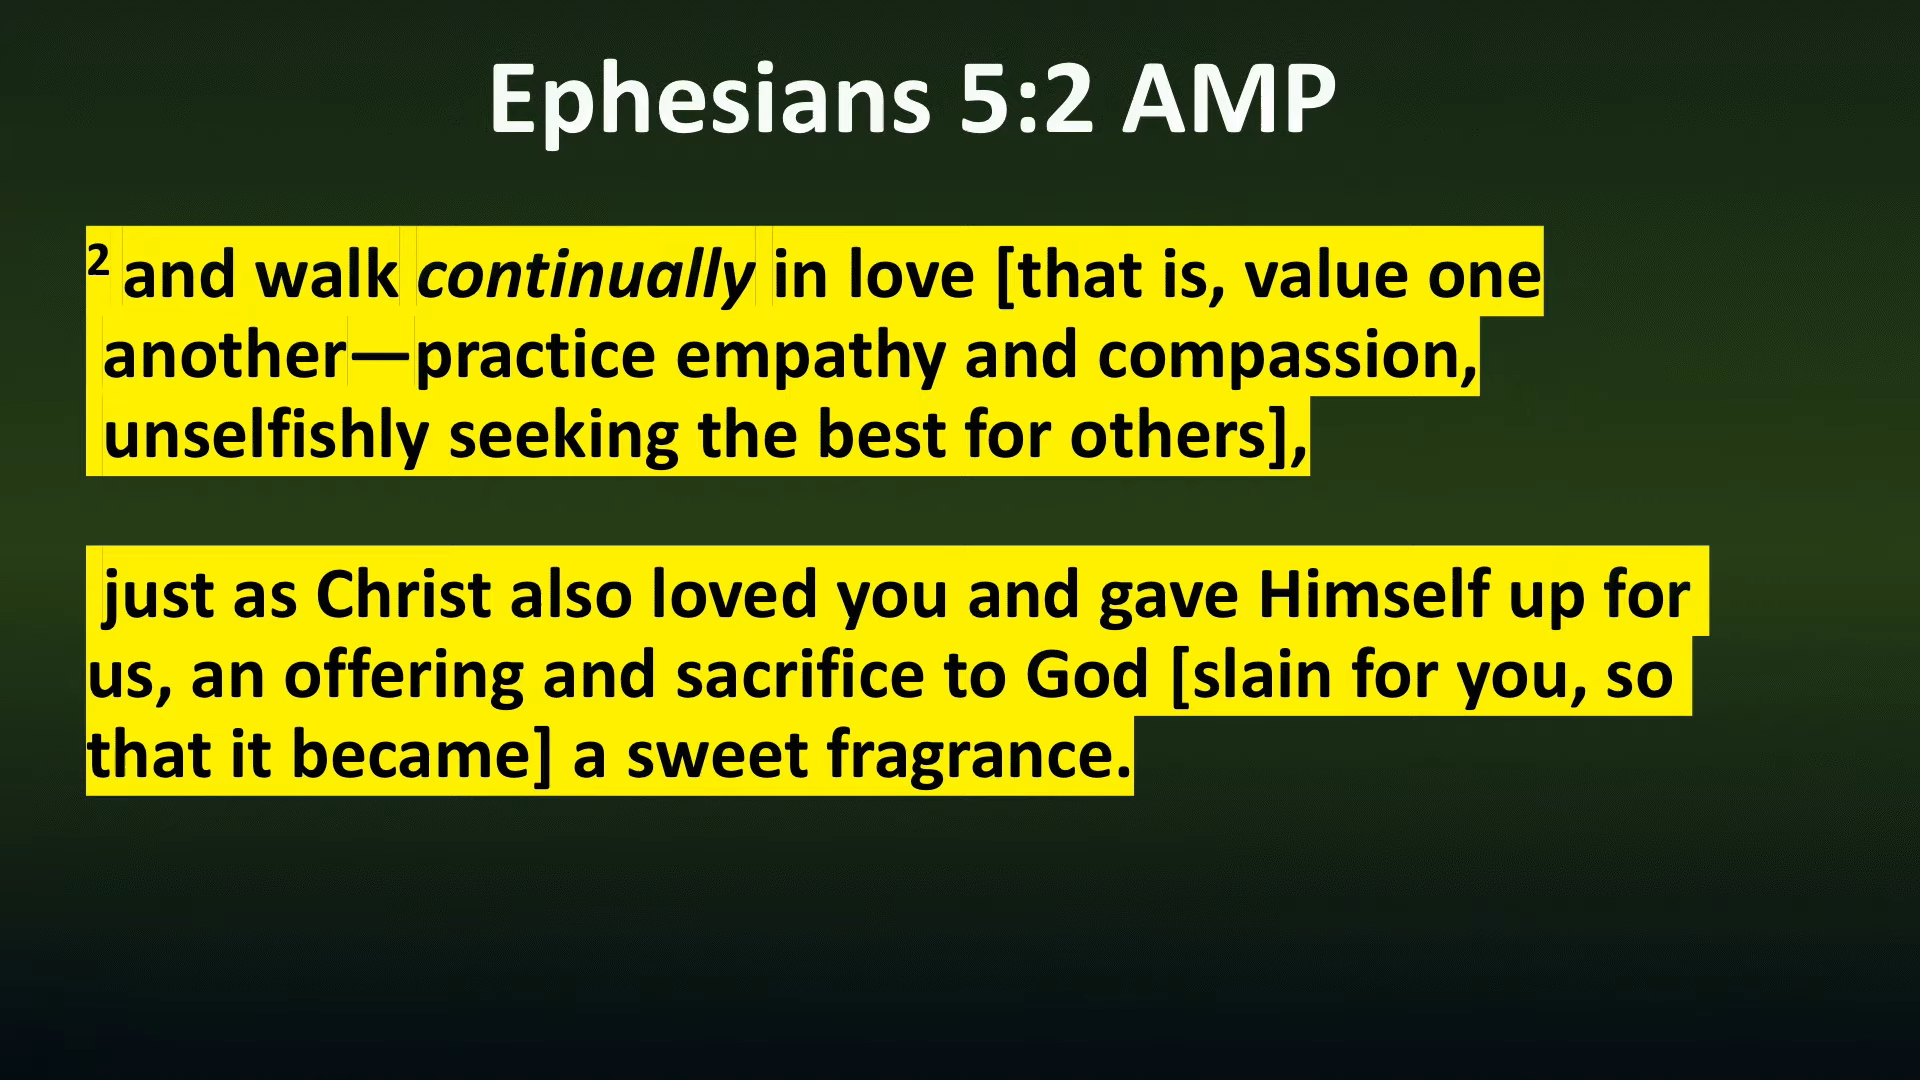 Ephesians 5:2 AMP
2 and walk continually in love [that is, value one
another—practice empathy and compassion,
unselfishly seeking the best for others],
just as Christ also loved you and gave Himself up for
us, an offering and sacrifice to God [slain for you, so
that it became] a sweet fragrance.